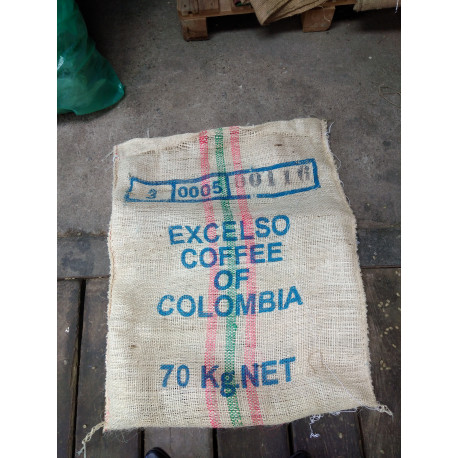 3 0005 00116
EXCELSO
COFFEE
OF
COLOMBIA
70 Kg.NET